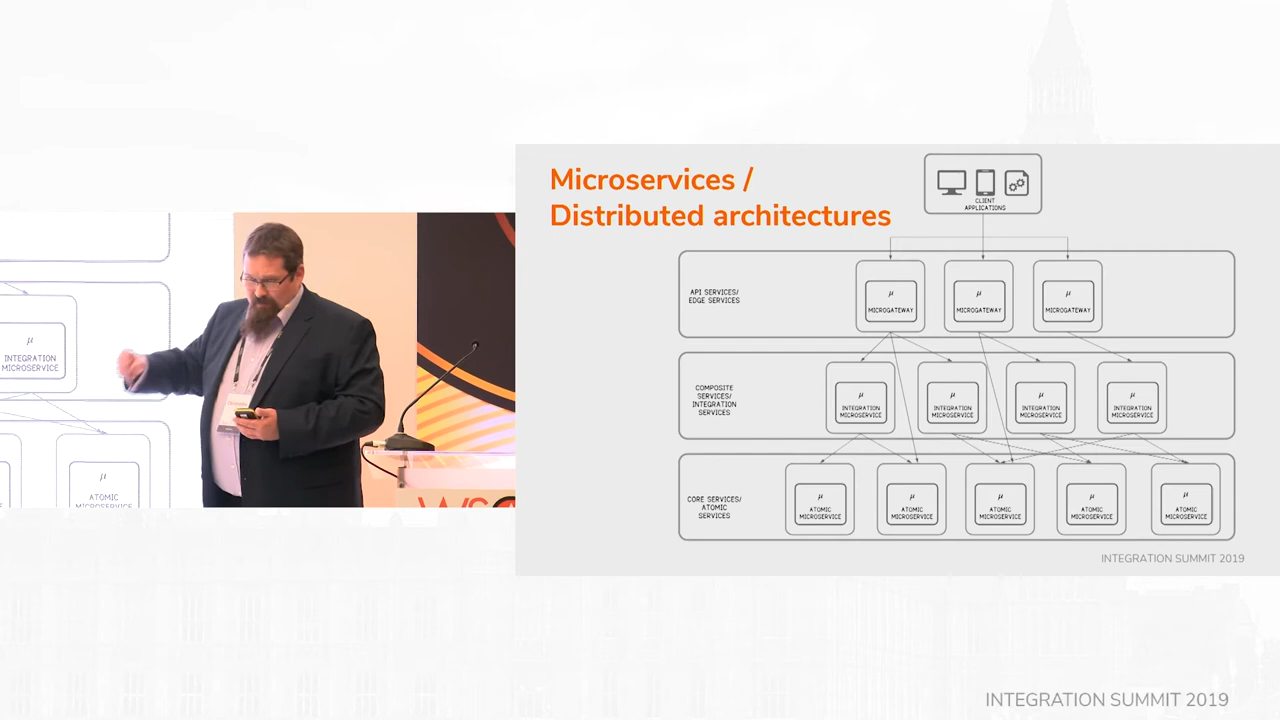 Microservices /
Distributed architectures
CLIENT
APPLICATIONS
API SERVICES/
EDGE SERVICES
μ
MICROGATEWAY
μ
MICROGATEWAY
μ
MICROGATEWAY
COMPOSITE
SERVICES/
INTEGRATION
SERVICES
μ
INTEGRATION
MICROSERVICE
μ
INTEGRATION
MICROSERVICE
μ
INTEGRATION
MICROSERVICE
μ
INTEGRATION
MICROSERVICE
CORE SERVICES/
ATOMIC
SERVICES
μ
ATOMIC
MICROSERVICE
μ
ATOMIC
MICROSERVICE
μ
ATOMIC
MICROSERVICE
μ
ATOMIC
MICROSERVICE
μ
ATOMIC
MICROSERVICE
INTEGRATION SUMMIT 2019
μ
INTEGRATION
MICROSERVICE
μ
ATOMIC
MICROSERVICE
INTEGRATION SUMMIT 2019